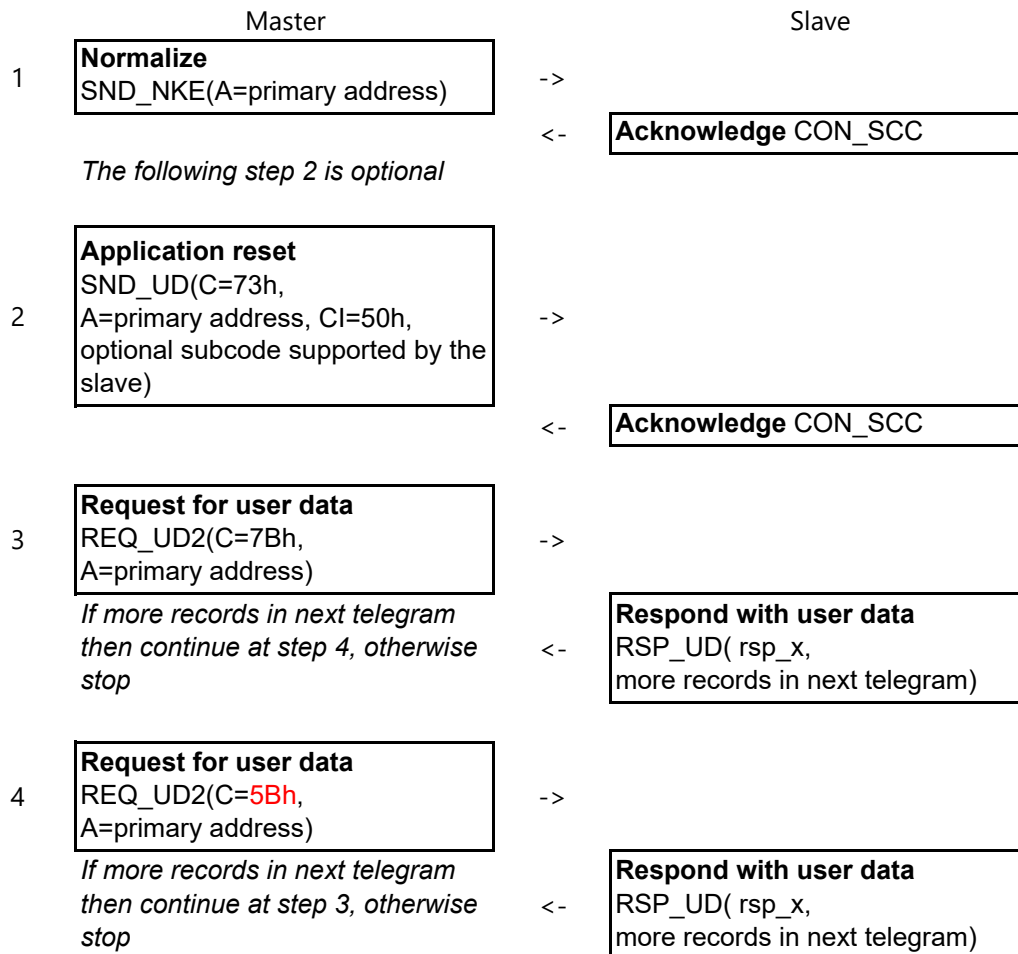 Master Slave
Normalize
1 SND_NKE(A=primary address) ->
<- Acknowledge CON_SCC
The following step 2 is optional
Application reset
SND_UD(C=73h,
2 A=primary address, CI=50h, ->
optional subcode supported by the
slave)
<- Acknowledge CON_SCC
Request for user data
3 REQ_UD2(C=7Bh, ->
A=primary address)
If more records in next telegram
then continue at step 4, otherwise
stop
<-
Respond with user data
RSP_UD( rsp_x,
more records in next telegram)
Request for user data
4 REQ_UD2(C=5Bh, ->
A=primary address)
If more records in next telegram
then continue at step 3, otherwise
stop
<-
Respond with user data
RSP_UD( rsp_x,
more records in next telegram)